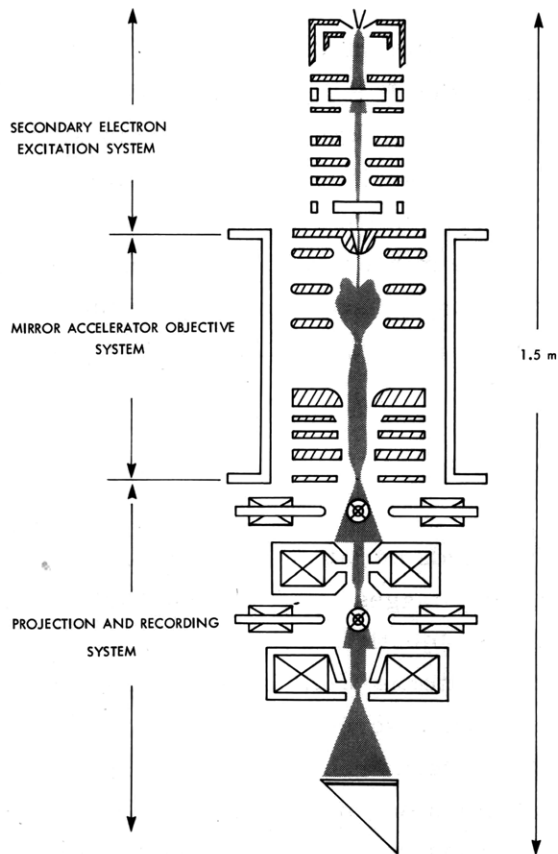 SECONDARY ELECTRON
EXCITATION SYSTEM
MIRROR ACCELERATOR OBJECTIVE
SYSTEM
1.5 m
PROJECTION AND RECORDING
SYSTEM